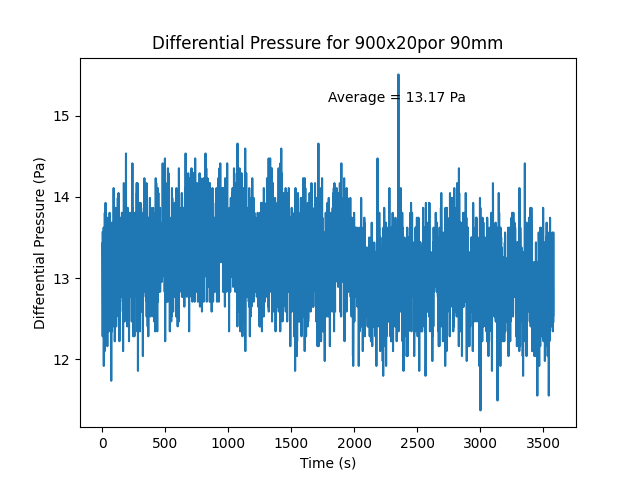 Differential Pressure for 900x20por 90mm
Average = 13.17 Pa
Differential Pressure (Pa)
15
14
13
12
0 500 1000 1500 2000 2500 3000 3500
Time (s)